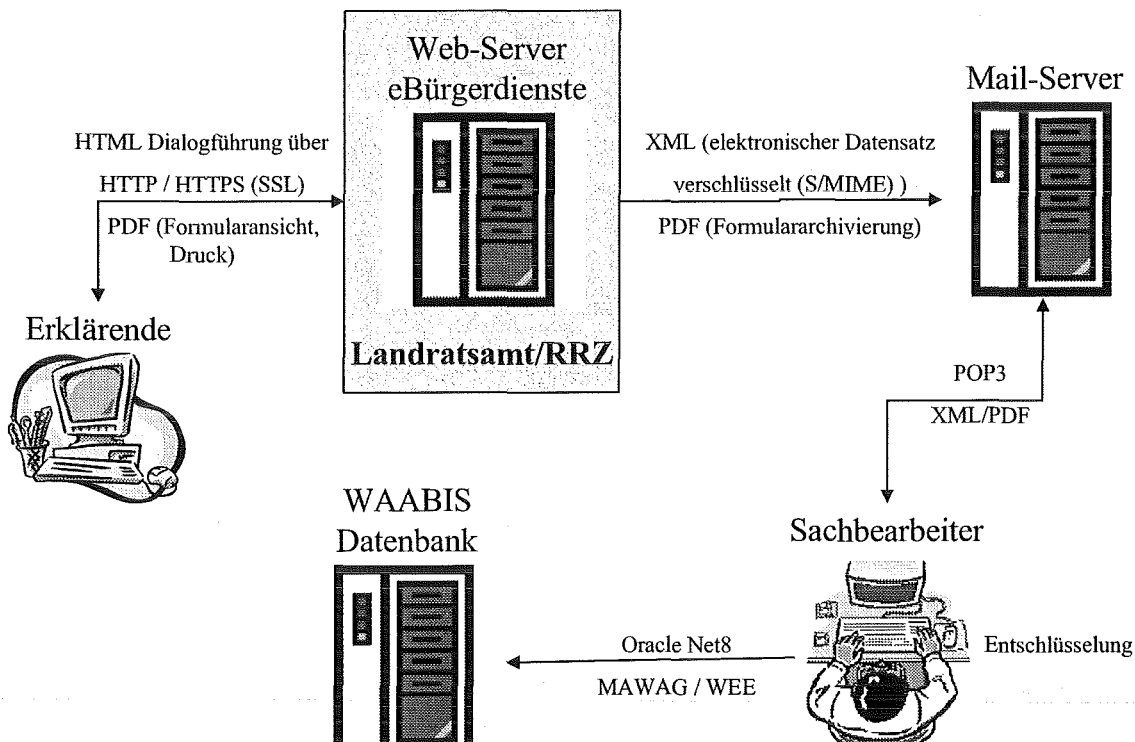 Web-Server
eBürgerdienste
Mail-Server
HTML Dialogführung über
HTTP / HTTPS (SSL)
PDF (Formularansicht,
Druck)
XML (elektronischer Datensatz
verschlüsselt (S/MIME) )
PDF (Formulararchivierung)
Erklärende
Landratsamt/RRZ
POP3
XML/PDF
WAABIS
Datenbank
Sachbearbeiter
Oracle Net8
MAWAG / WEE
Entschlüsselung